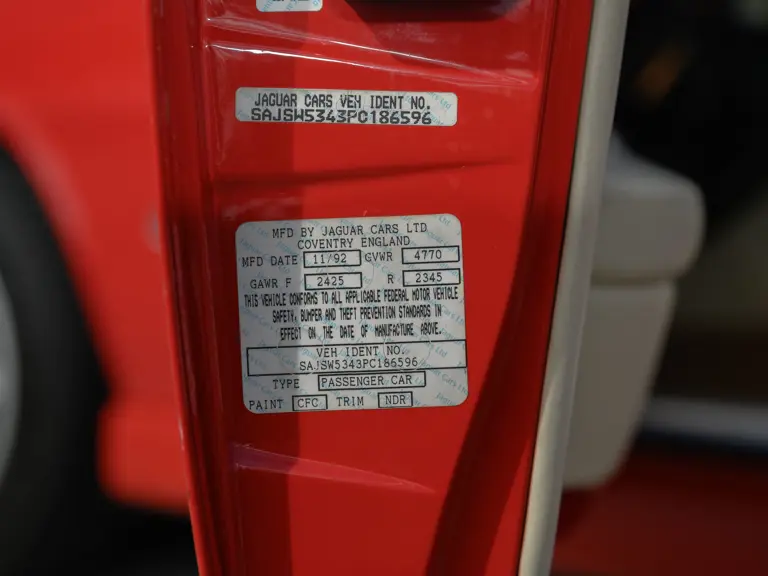 JAGUAR CARS VEH IDENT NO.
SAJSW5343PC186596
MFD BY JAGUAR CARS LTD
COVENTRY ENGLAND
MFD DATE 11/92 GVWR 4770
GAWR F 2425 R 2345
THIS VEHICLE CONFORMS TO ALL APPLICABLE FEDERAL MOTOR VEHICLE
SAFETY, BUMPER AND THEFT PREVENTION STANDARDS IN
EFFECT ON THE DATE OF MANUFACTURE ABOVE.
VEH IDENT NO.
SAJSW5343PC186596
TYPE PASSENGER CAR
PAINT CFC TRIM NDR